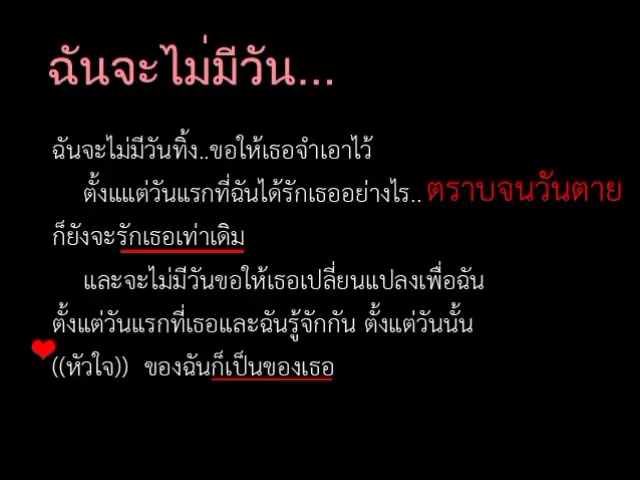 ฉันจะไม่มีวัน...
ฉันจะไม่มีวันทิ้ง..ขอให้เธอจำเอาไว้
ตั้งแแต่วันแรกที่ฉันได้รักเธออย่างไร.. ตราบจนวันตาย
ก็ยังจะรักเธอเท่าเดิม
และจะไม่มีวันขอให้เธอเปลี่ยนแปลงเพื่อฉัน
ตั้งแต่วันแรกที่เธอและฉันรู้จักกัน ตั้งแต่วันนั้น
((หัวใจ)) ของฉันก็เป็นของเธอ